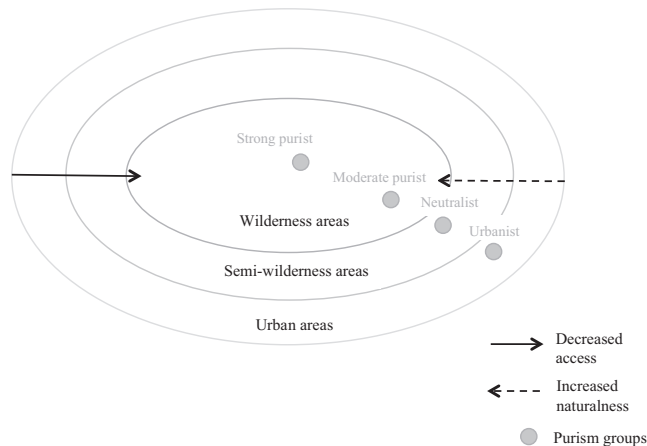 Strong purist
Moderate purist
Neutralist
Wilderness areas
Urbanist
Semi-wilderness areas
Urban areas
Decreased
access
Increased
naturalness
Purism groups